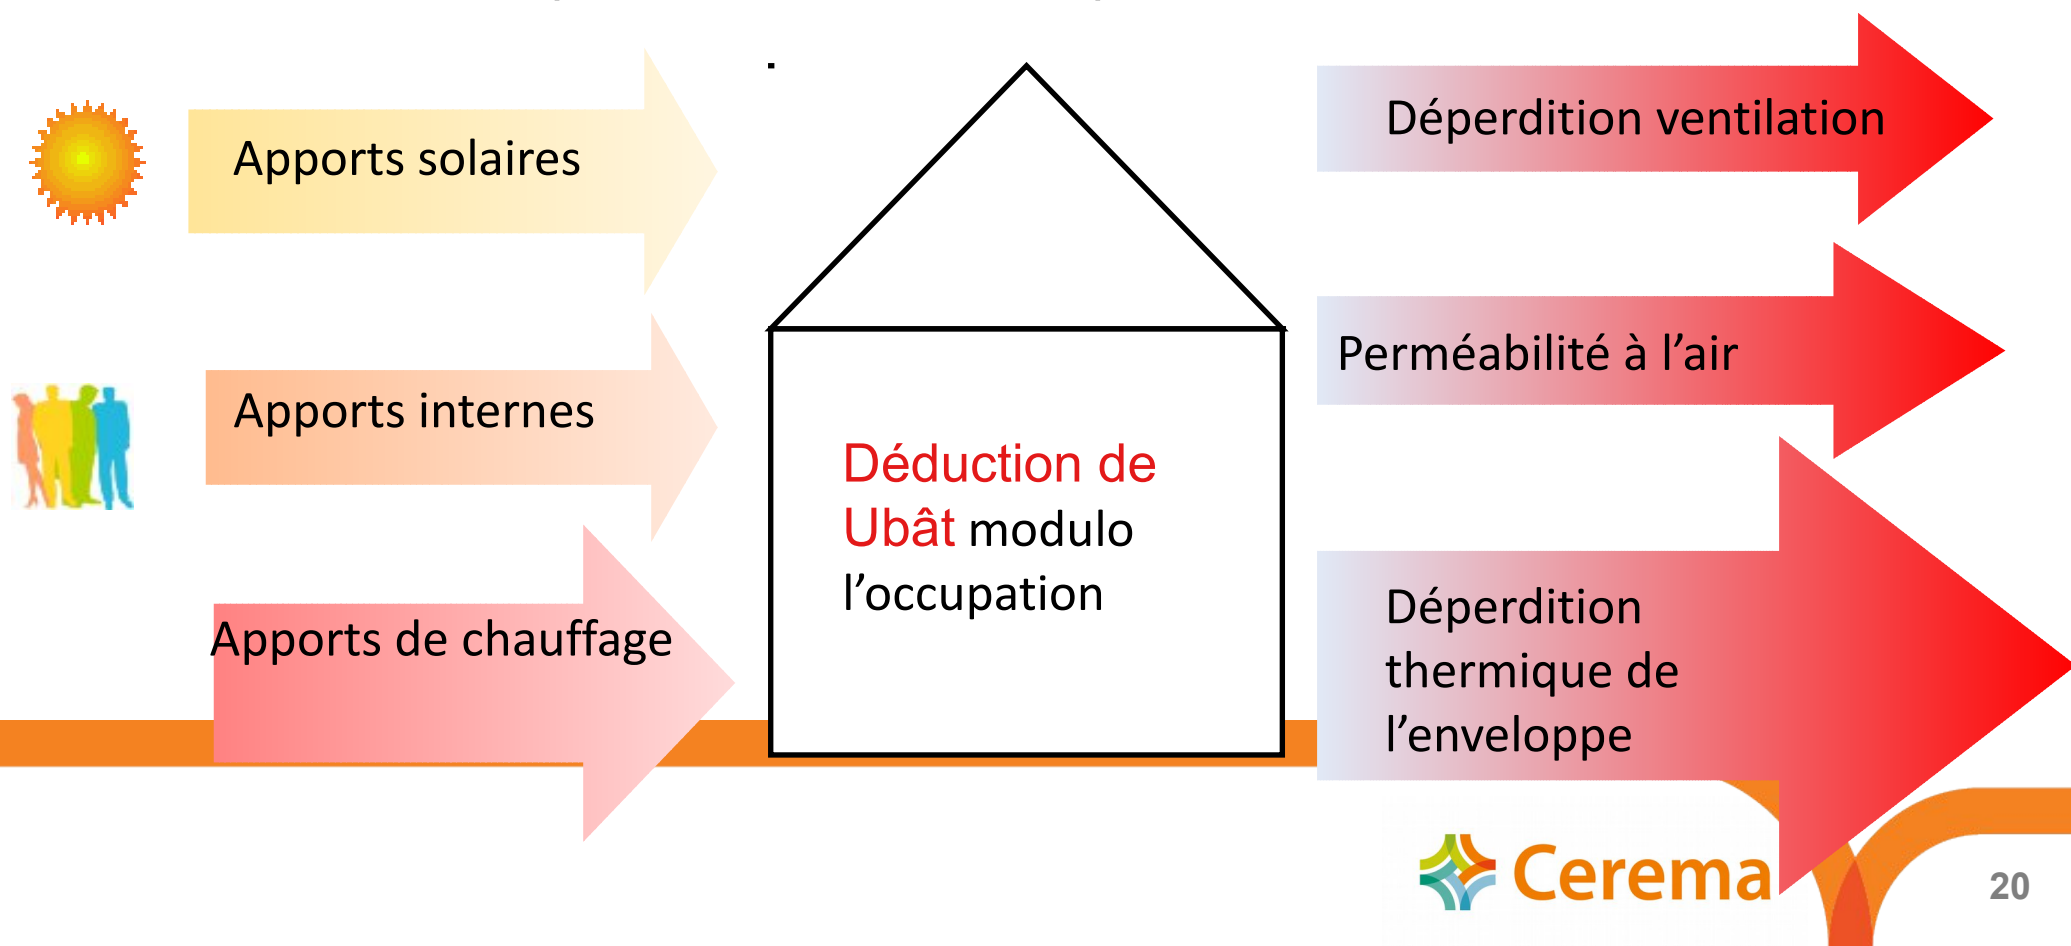 Apports solaires
Apports internes
Apports de chauffage
Déduction de
Ubât modulo
l’occupation
Déperdition ventilation
Perméabilité à l’air
Déperdition
thermique de
l’enveloppe
Cerema
20